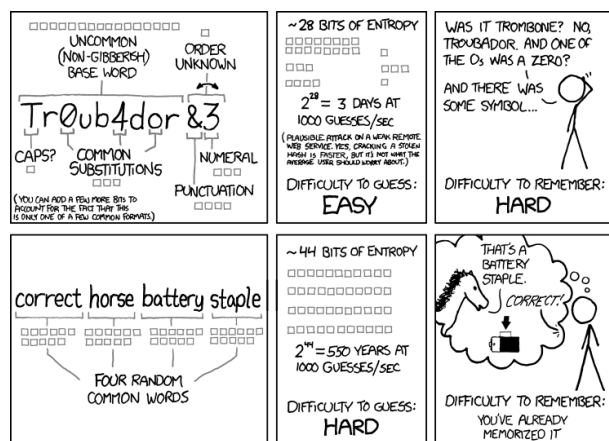 UNCOMMON
(NON-GIBBERISH)
BASE WORD
ORDER
UNKNOWN
Tr0ub4dor &3
CAPS?
COMMON
SUBSTITUTIONS
NUMERAL
PUNCTUATION
(YOU CAN ADD A FEW MORE BITS TO
ACCOUNT FOR THE FACT THAT THIS
IS ONLY ONE OF A FEW COMMON FORMATS.)
~28 BITS OF ENTROPY
2^28 = 3 DAYS AT
1000 GUESSES/SEC
(PLAUSIBLE ATTACK ON A WEAK REMOTE
WEB SERVICE. YES, CRACKING A STOLEN
HASH IS FASTER, BUT IT'S NOT WHAT THE
AVERAGE USER SHOULD WORRY ABOUT.)
DIFFICULTY TO GUESS:
EASY
WAS IT TROMBONE? NO,
TROUBADOR. AND ONE OF
THE Os WAS A ZERO?
AND THERE WAS
SOME SYMBOL...
DIFFICULTY TO REMEMBER:
HARD
correct horse battery staple
FOUR RANDOM
COMMON WORDS
~44 BITS OF ENTROPY
2^44 = 550 YEARS AT
1000 GUESSES/SEC
DIFFICULTY TO GUESS:
HARD
THAT'S A
BATTERY
STAPLE.
CORRECT!
DIFFICULTY TO REMEMBER:
YOU'VE ALREADY
MEMORIZED IT